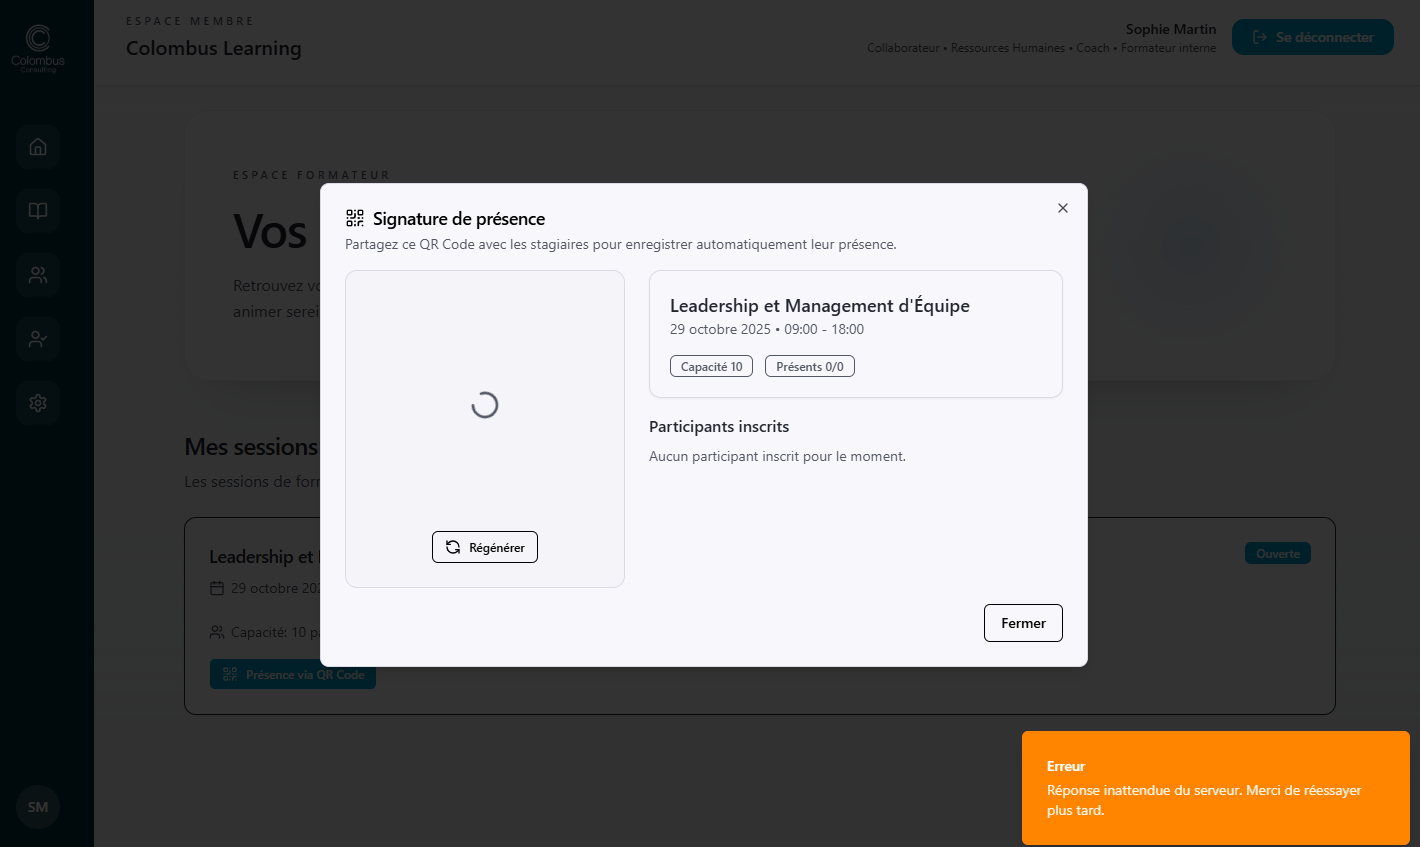 Colombus
Consulting
ESPACE MEMBRE
Colombus Learning
Sophie Martin
Collaborateur • Ressources Humaines • Coach • Formateur interne
Se déconnecter
ESPACE FORMATEUR
Vos
Retrouvez vo
animer serei
Signature de présence
Partagez ce QR Code avec les stagiaires pour enregistrer automatiquement leur présence.
Régénérer
Leadership et Management d'Équipe
29 octobre 2025 • 09:00 - 18:00
Capacité 10
Présents 0/0
Participants inscrits
Aucun participant inscrit pour le moment.
Fermer
Mes sessions
Les sessions de for
Leadership et
Ouverte
29 octobre 202
Capacité: 10 pa
Présence via QR Code
SM
Erreur
Réponse inattendue du serveur. Merci de réessayer
plus tard.